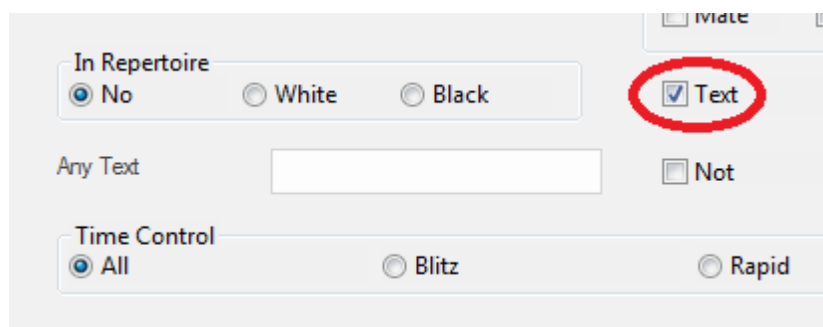 Mate
In Repertoire
No White Black Text
Any Text Not
Time Control
All Blitz Rapid